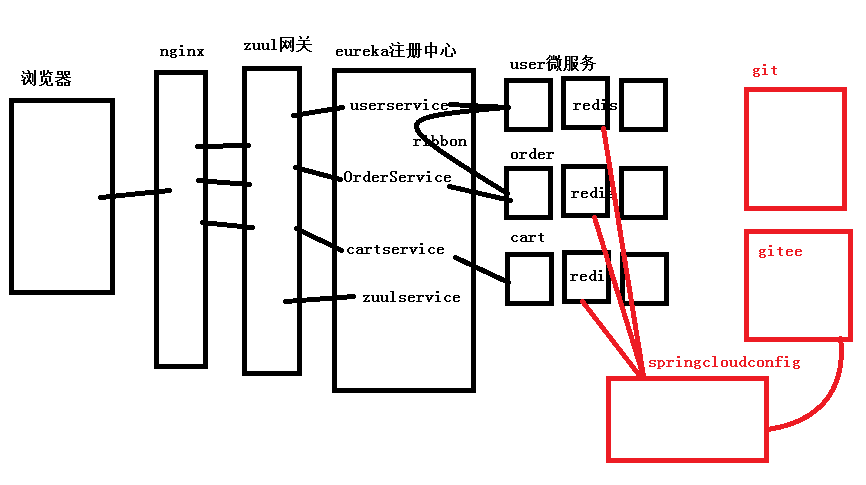 浏览器
nginx
zuul网关
eureka注册中心
userservice
ribbon
OrderService
cartservice
zuulservice
user微服务
redis
order
redis
cart
redi
git
gitee
springcloudconfig